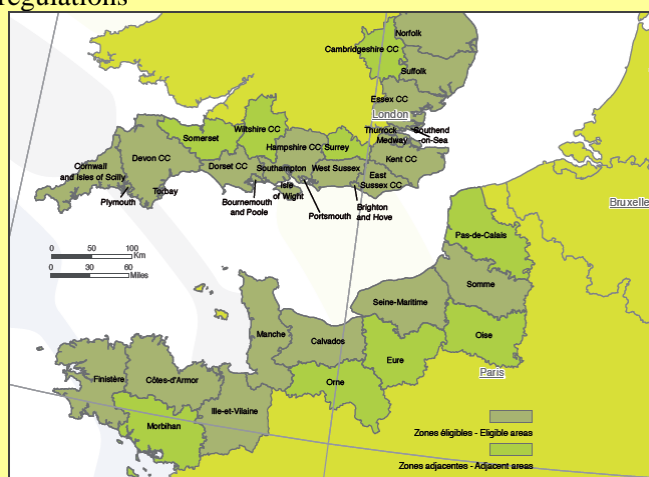 regulations
Norfolk
Cambridgeshire CC
Suffolk
Essex CC
London
Thurrock
Southend
-on-Sea
Medway
Wiltshire CC
Somerset
Hampshire CC
Surrey
Kent CC
Devon CC
Cornwall
and Isles of Scilly
Dorset CC
Southampton
West Sussex
East
Sussex CC
Isle
of Wight
Torbay
Plymouth
Bournemouth
and Poole
Portsmouth
Brighton
and Hove
Bruxelle
0 50 100
Km
0 30 60
Miles
Pas-de-Calais
Somme
Seine-Maritime
Oise
Manche
Calvados
Eure
Paris
Orne
Finistère
Côtes-d'Armor
Ille-et-Vilaine
Morbihan
Zones éligibles - Eligible areas
Zones adjacentes - Adjacent areas